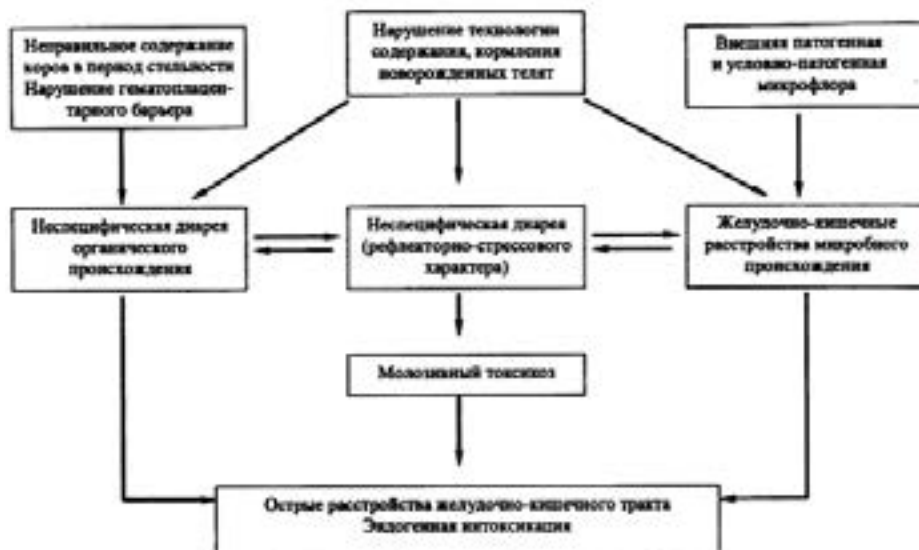 Неправильное содержание
коров в период стельности
Нарушение гематоплацен-
тарного барьера
Нарушение технологии
содержания, кормления
новорожденных телят
Внешняя патогенная
и условно-патогенная
микрофлора
Неспецифическая диарея
органического
происхождения
Неспецифическая диарея
(рефлекторно-стрессового
характера)
Желудочно-кишечные
расстройства микробного
происхождения
Молозивный токсикоз
Острые расстройства желудочно-кишечного тракта
Эндогенная интоксикация